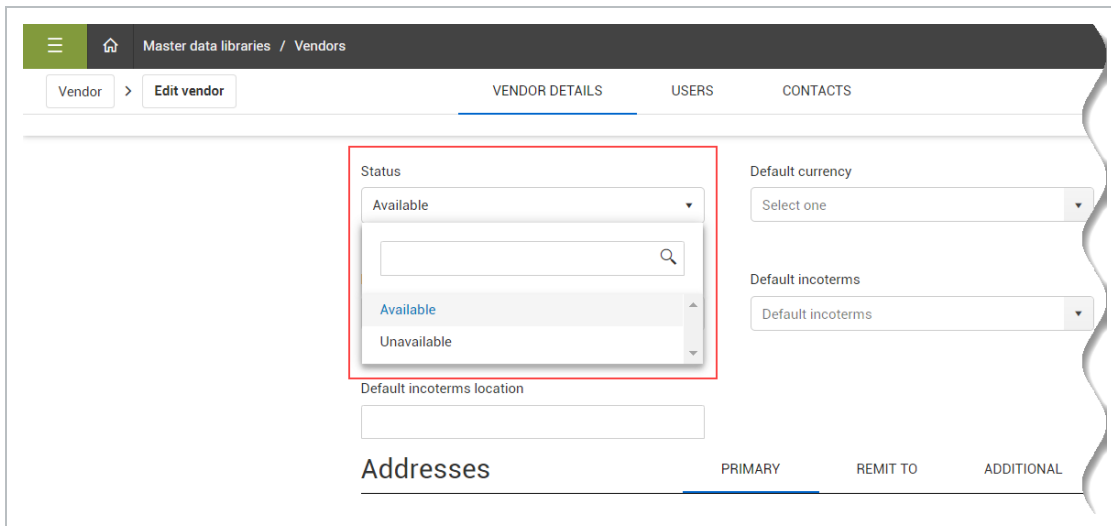 Master data libraries / Vendors
Vendor > Edit vendor
VENDOR DETAILS USERS CONTACTS
Status
Available
Available
Unavailable
Default currency
Select one
Default incoterms
Default incoterms
Default incoterms location
Addresses
PRIMARY REMIT TO ADDITIONAL